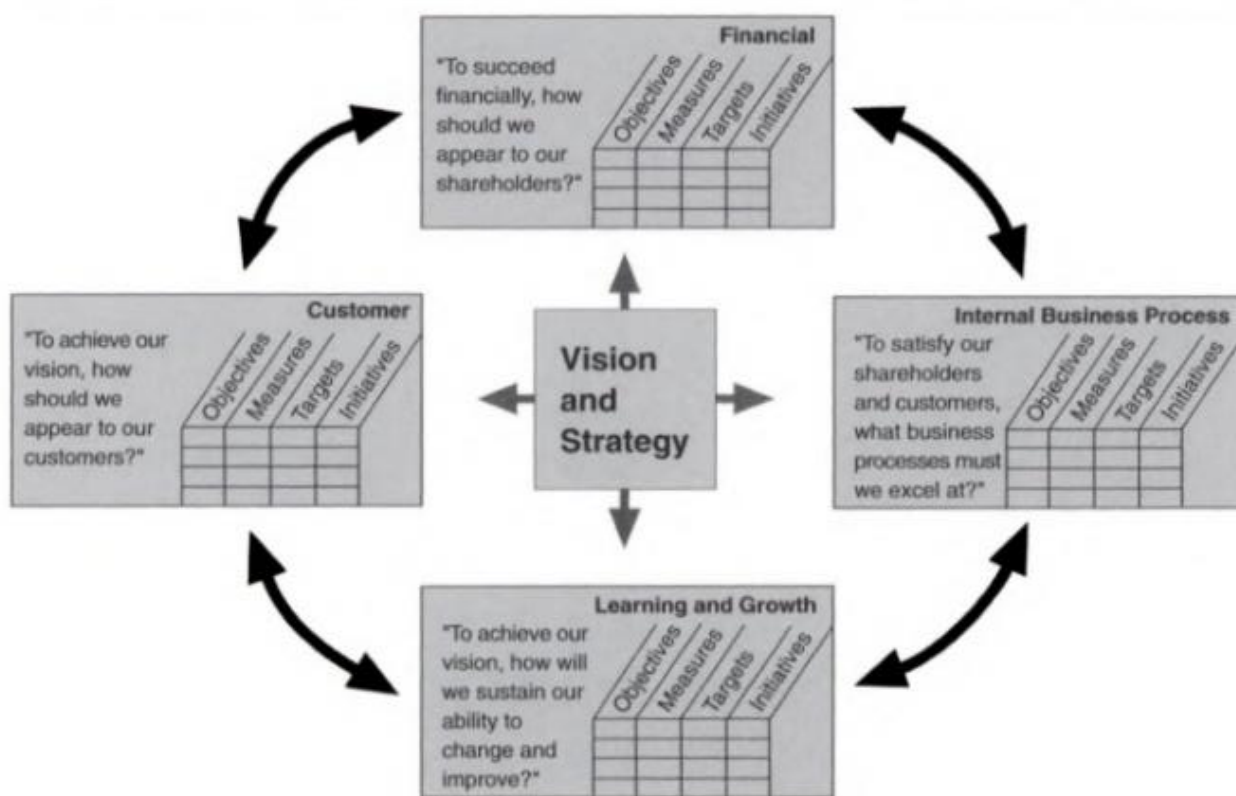 Financial
"To succeed
financially, how
should we
appear to our
shareholders?"
Objectives
Measures
Targets
Initiatives
Customer
"To achieve our
vision, how
should we
appear to our
customers?"
Objectives
Measures
Targets
Initiatives
Vision
and
Strategy
Internal Business Process
"To satisfy our
shareholders
and customers,
what business
processes must
we excel at?"
Objectives
Measures
Targets
Initiatives
Learning and Growth
"To achieve our
vision, how will
we sustain our
ability to
change and
improve?"
Objectives
Measures
Targets
Initiatives